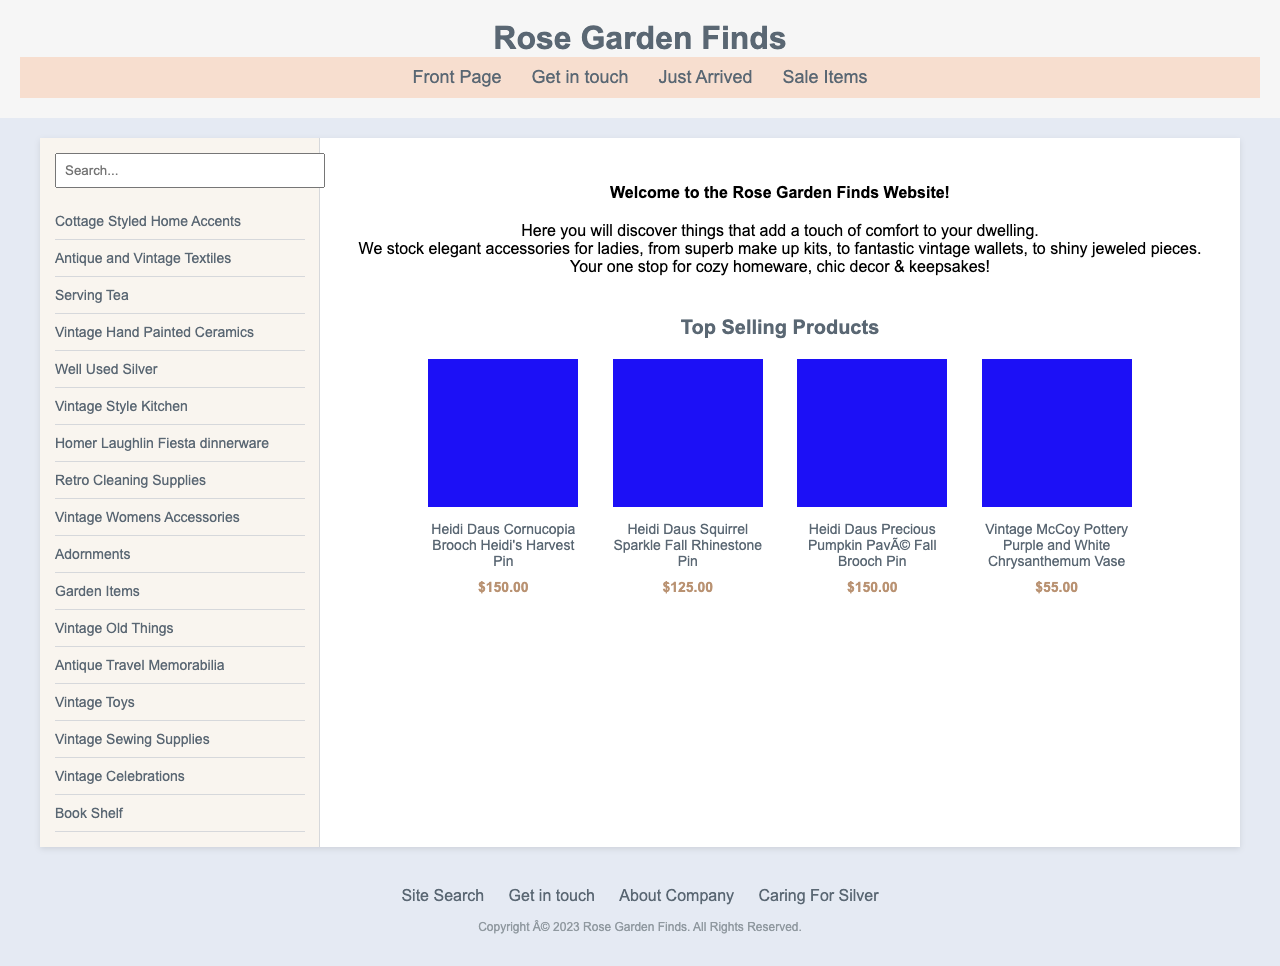 Rose Garden Finds
Front Page Get in touch Just Arrived Sale Items
Search...
Cottage Styled Home Accents
Antique and Vintage Textiles
Serving Tea
Vintage Hand Painted Ceramics
Well Used Silver
Vintage Style Kitchen
Homer Laughlin Fiesta dinnerware
Retro Cleaning Supplies
Vintage Womens Accessories
Adornments
Garden Items
Vintage Old Things
Antique Travel Memorabilia
Vintage Toys
Vintage Sewing Supplies
Vintage Celebrations
Book Shelf
Welcome to the Rose Garden Finds Website!
Here you will discover things that add a touch of comfort to your dwelling.
We stock elegant accessories for ladies, from superb make up kits, to fantastic vintage wallets, to shiny jeweled pieces.
Your one stop for cozy homeware, chic decor & keepsakes!
Top Selling Products
Heidi Daus Cornucopia
Brooch Heidi's Harvest
Pin
$150.00
Heidi Daus Squirrel
Sparkle Fall Rhinestone
Pin
$125.00
Heidi Daus Precious
Pumpkin PavÃ© Fall
Brooch Pin
$150.00
Vintage McCoy Pottery
Purple and White
Chrysanthemum Vase
$55.00
Site Search Get in touch About Company Caring For Silver
Copyright Â© 2023 Rose Garden Finds. All Rights Reserved.